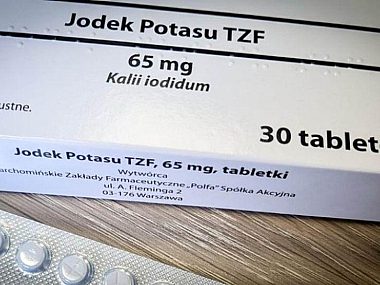 Jodek Potasu TZF
65 mg
Kalii iodidum
ustne.
30 tablet
Jodek Potasu TZF, 65 mg, tabletki
Wytwórca
archomińskie Zakłady Farmaceutyczne „Polfa” Spółka Akcyjna
ul. A. Fleminga 2
03-176 Warszawa